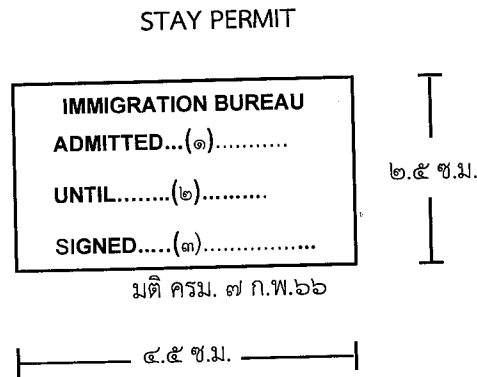 STAY PERMIT
IMMIGRATION BUREAU
ADMITTED...(๑)...........
UNTIL........(๒)..........
SIGNED.....(๓)................
๒.๕ ซ.ม.
มติ ครม. ๗ ก.พ.๖๖
๔.๕ ซ.ม.